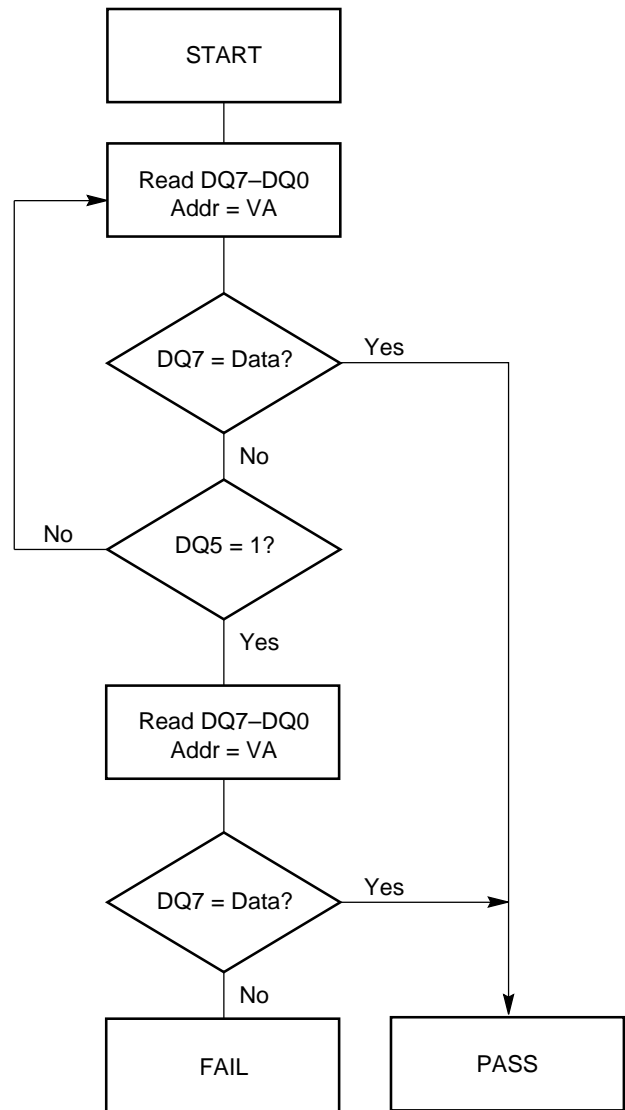 START
Read DQ7–DQ0
Addr = VA
DQ7 = Data?
Yes
No
No
DQ5 = 1?
Yes
Read DQ7–DQ0
Addr = VA
DQ7 = Data?
Yes
No
FAIL
PASS